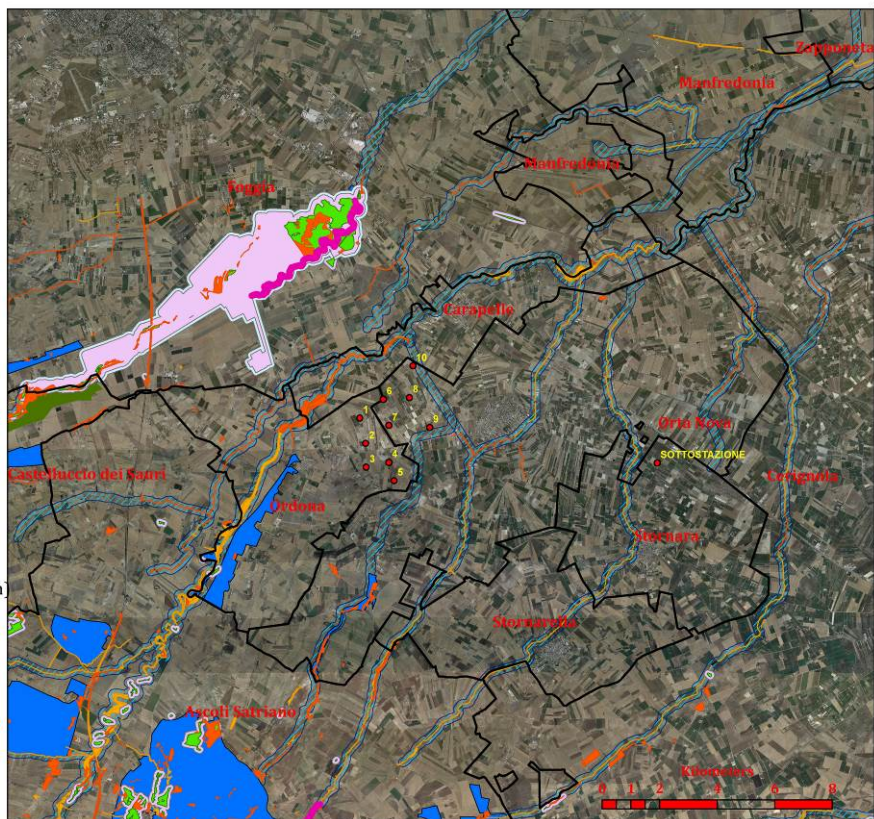 Zapponeta
Manfredonia
Manfredonia
Foggia
Carapelle
10
6
8
1
7
9
2
Orta Nova
4
SOTTOSTAZIONE
3
Castelluccio dei Sauri
Cerignola
5
Ordona
Stornara
Stornarella
Ascoli Satriano
Kilometers
0 1 2 4 6 8